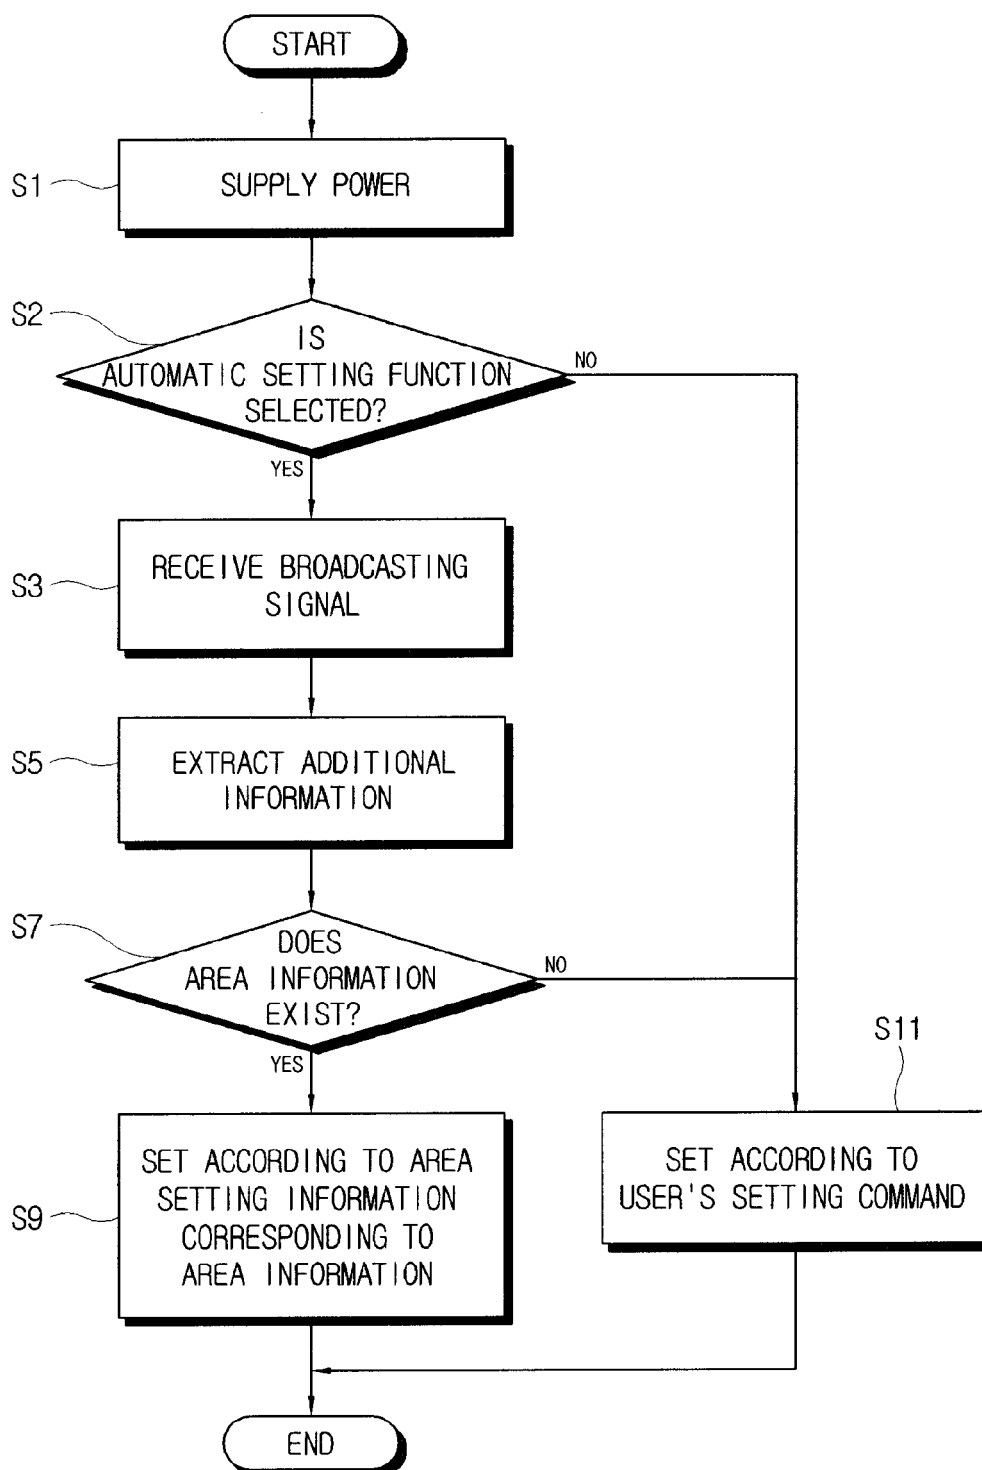 START
S1
SUPPLY POWER
S2
IS
AUTOMATIC SETTING FUNCTION
SELECTED?
NO
YES
S3
RECEIVE BROADCASTING
SIGNAL
S5
EXTRACT ADDITIONAL
INFORMATION
S7
DOES
AREA INFORMATION
EXIST?
NO
YES
S9
SET ACCORDING TO AREA
SETTING INFORMATION
CORRESPONDING TO
AREA INFORMATION
S11
SET ACCORDING TO
USER'S SETTING COMMAND
END